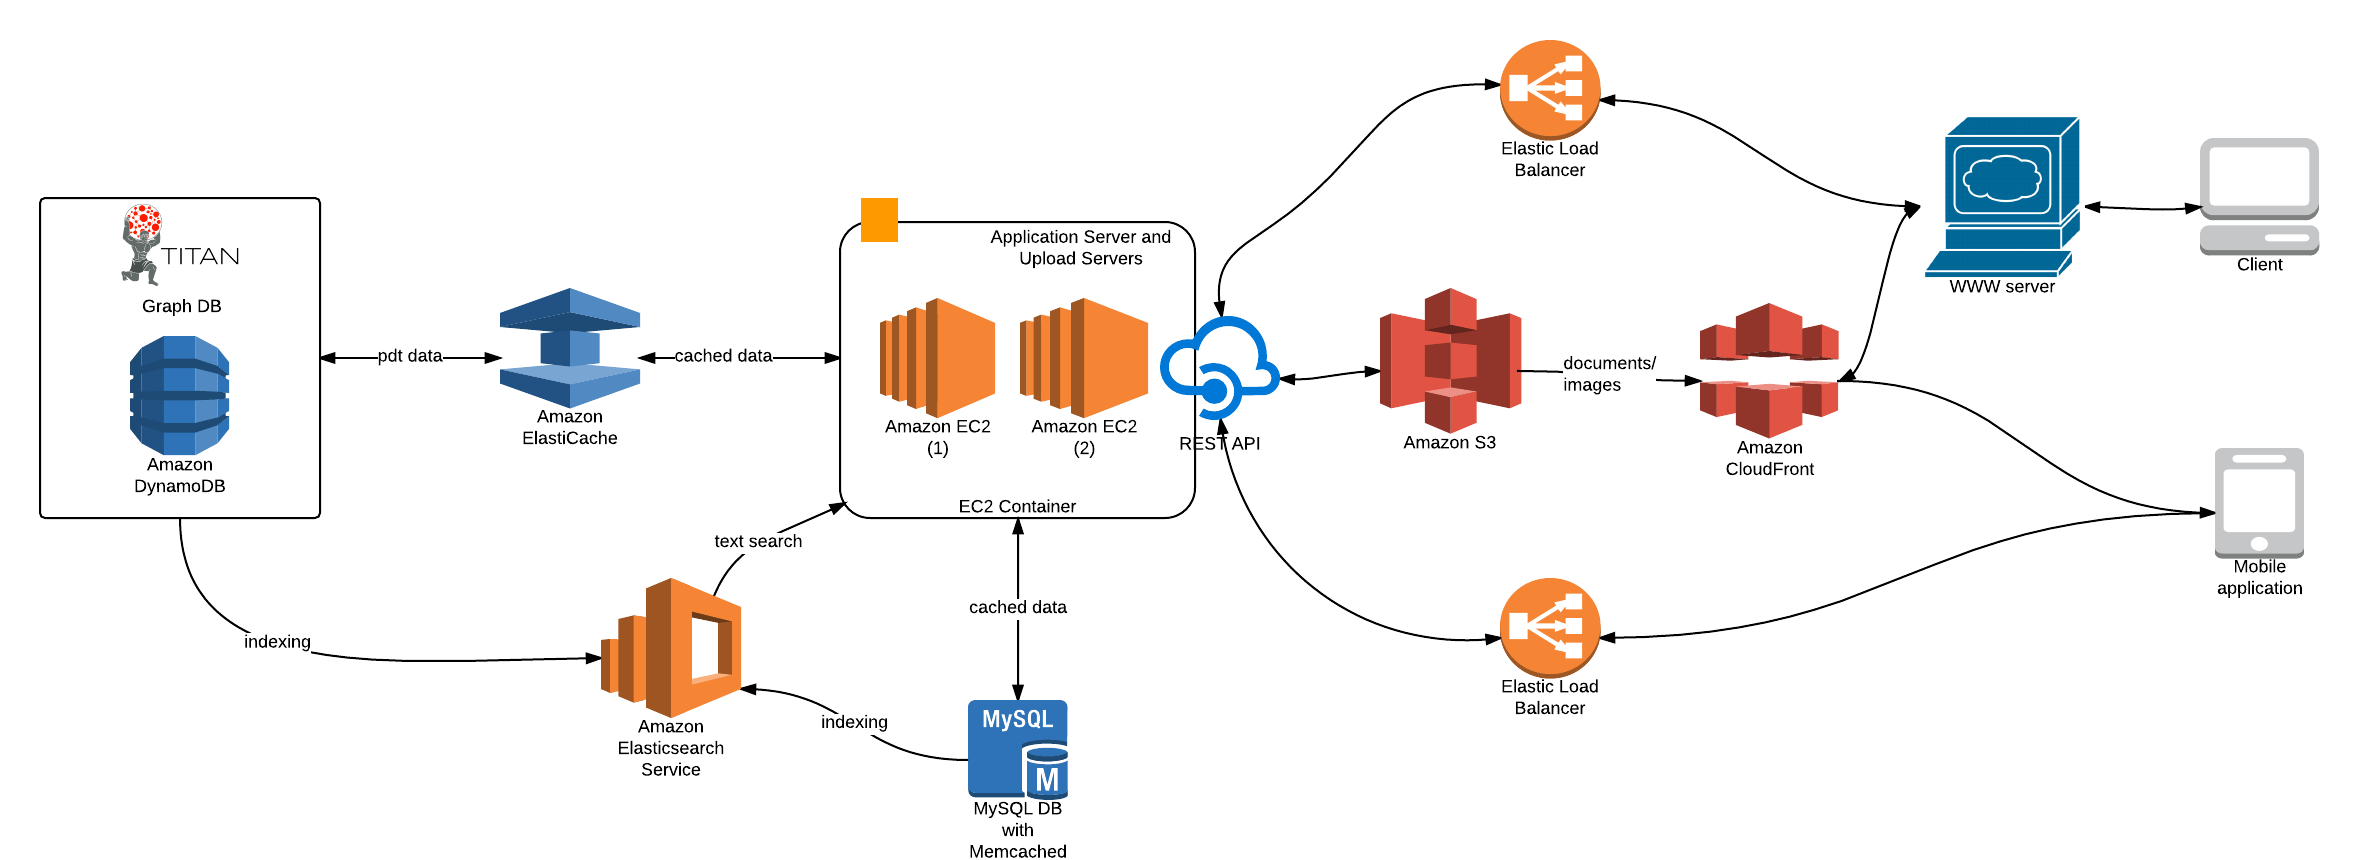 TITAN
Graph DB
Amazon
DynamoDB
pdt data
Amazon
ElastiCache
cached data
Application Server and
Upload Servers
Amazon EC2
(1)
Amazon EC2
(2)
EC2 Container
REST API
text search
indexing
Amazon
Elasticsearch
Service
indexing
cached data
MySQL
M
MySQL DB
with
Memcached
Elastic Load
Balancer
Amazon S3
documents/
images
Amazon
CloudFront
Elastic Load
Balancer
WWW server
Client
Mobile
application